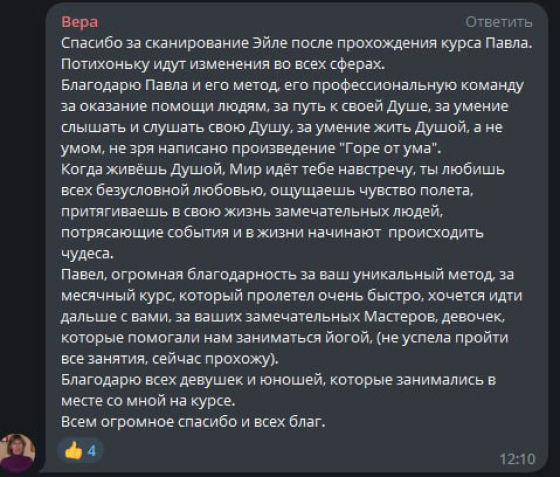 Вера
Ответить
Спасибо за сканирование Эйле после прохождения курса Павла.
Потихоньку идут изменения во всех сферах.
Благодарю Павла и его метод, его профессиональную команду
за оказание помощи людям, за путь к своей Душе, за умение
слышать и слушать свою Душу, за умение жить Душой, а не
умом, не зря написано произведение "Горе от ума".
Когда живёшь Душой, Мир идёт тебе навстречу, ты любишь
всех безусловной любовью, ощущаешь чувство полета,
притягиваешь в свою жизнь замечательных людей,
потрясающие события и в жизни начинают  происходить
чудеса.
Павел, огромная благодарность за ваш уникальный метод, за
месячный курс, который пролетел очень быстро, хочется идти
дальше с вами, за ваших замечательных Мастеров, девочек,
которые помогали нам заниматься йогой, (не успела пройти
все занятия, сейчас прохожу).
Благодарю всех девушек и юношей, которые занимались в
месте со мной на курсе.
Всем огромное спасибо и всех благ.
👍 4
12:10